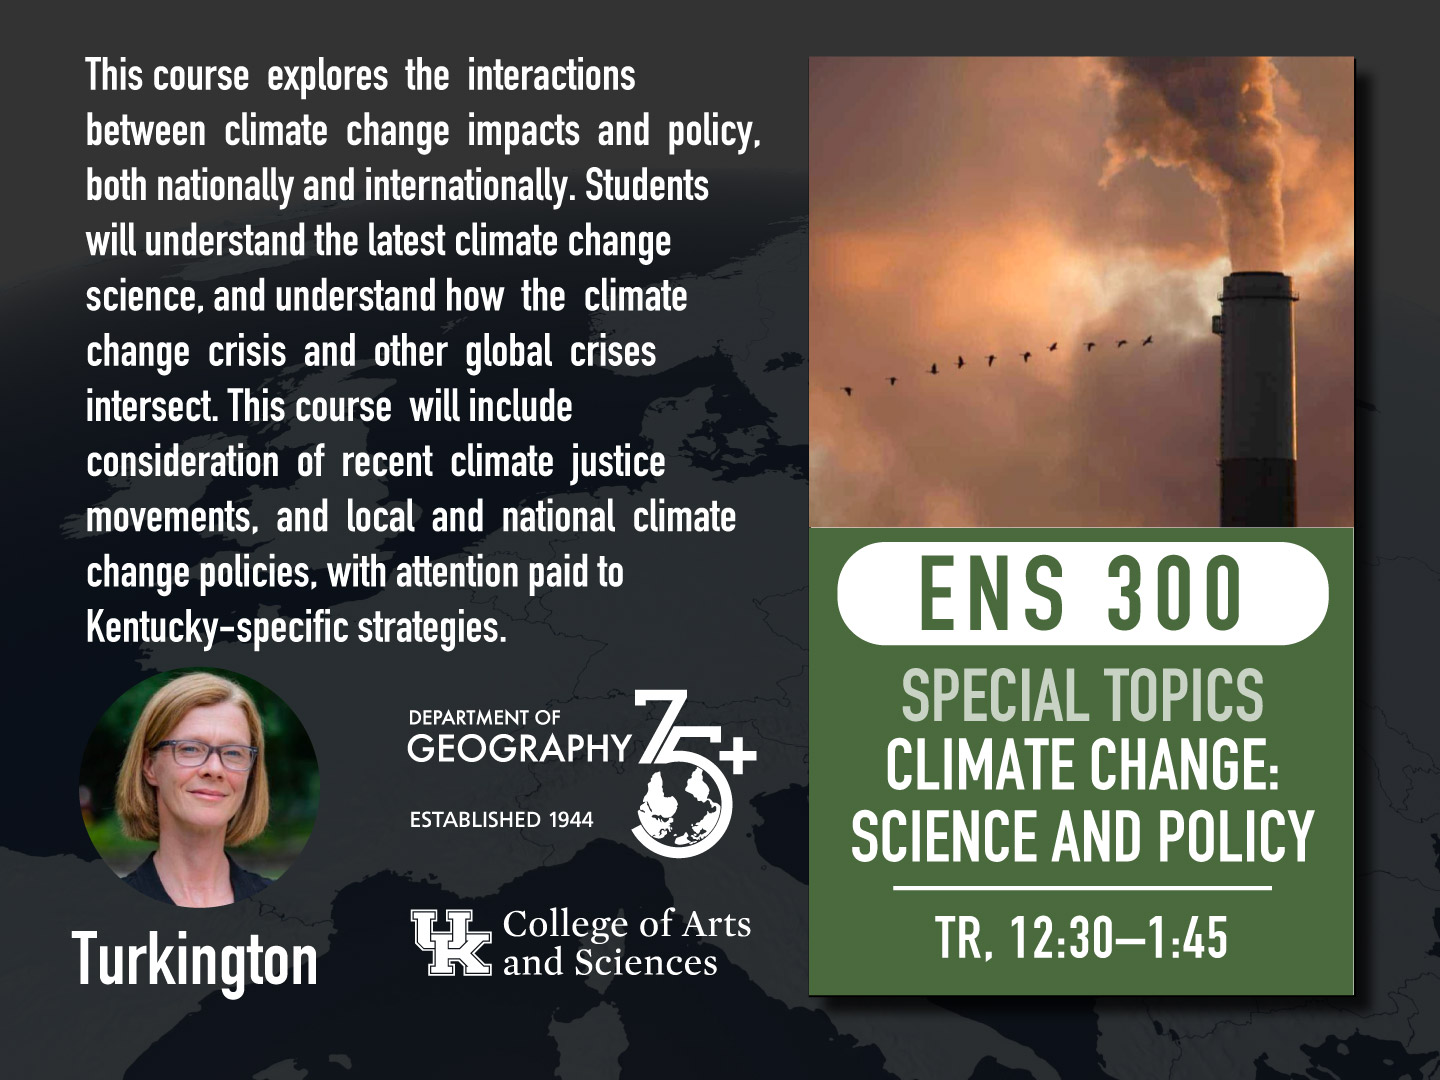 This course explores the interactions
between climate change impacts and policy,
both nationally and internationally. Students
will understand the latest climate change
science, and understand how the climate
change crisis and other global crises
intersect. This course will include
consideration of recent climate justice
movements, and local and national climate
change policies, with attention paid to
Kentucky-specific strategies.
Turkington
DEPARTMENT OF
GEOGRAPHY
75+
ESTABLISHED 1944
UK
College of Arts
and Sciences
ENS 300
SPECIAL TOPICS
CLIMATE CHANGE:
SCIENCE AND POLICY
TR, 12:30–1:45